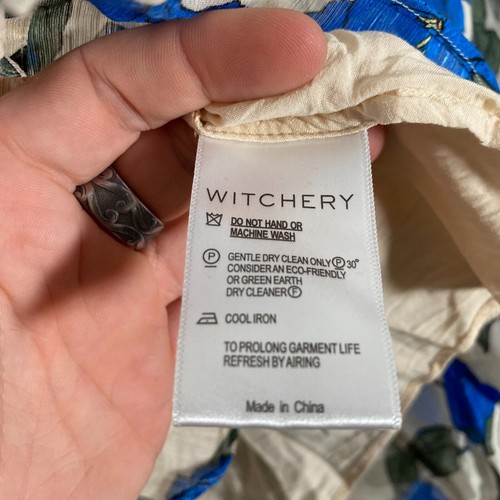 WITCHERY
DO NOT HAND OR
MACHINE WASH
P GENTLE DRY CLEAN ONLY P 30°
CONSIDER AN ECO-FRIENDLY
OR GREEN EARTH
DRY CLEANER P
COOL IRON
TO PROLONG GARMENT LIFE
REFRESH BY AIRING
Made in China